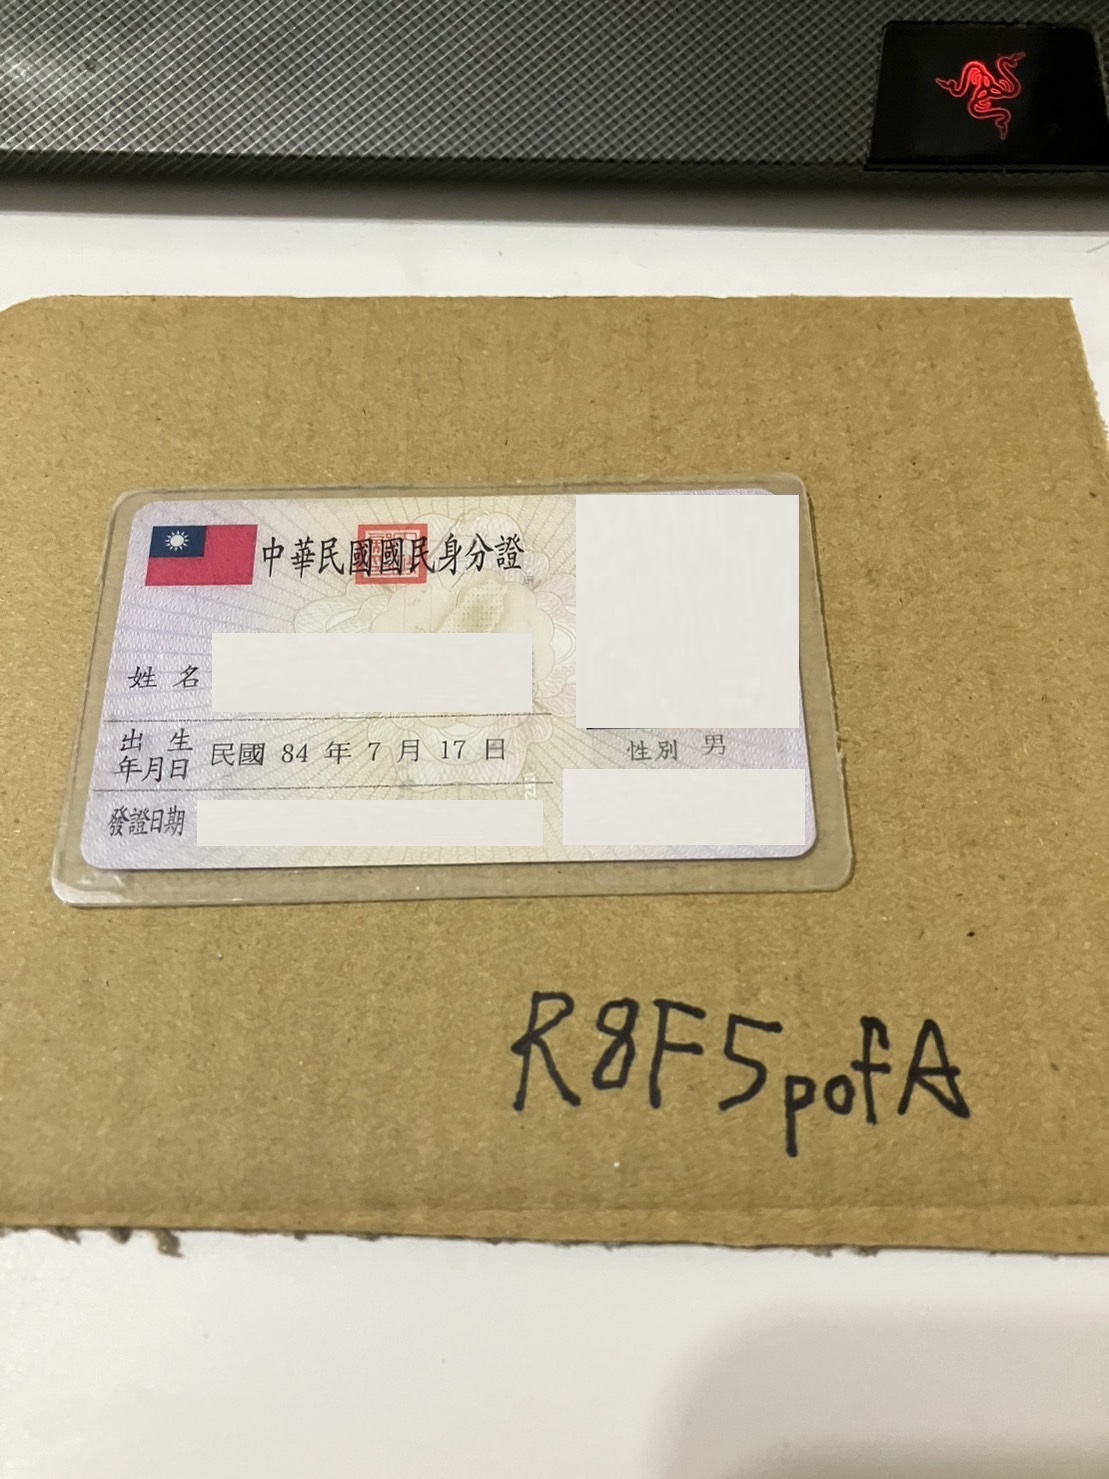 中華民國國民身分證
姓名
出生年月日 民國 84 年 7 月 17 日
性別 男
發證日期
R8F5pofA